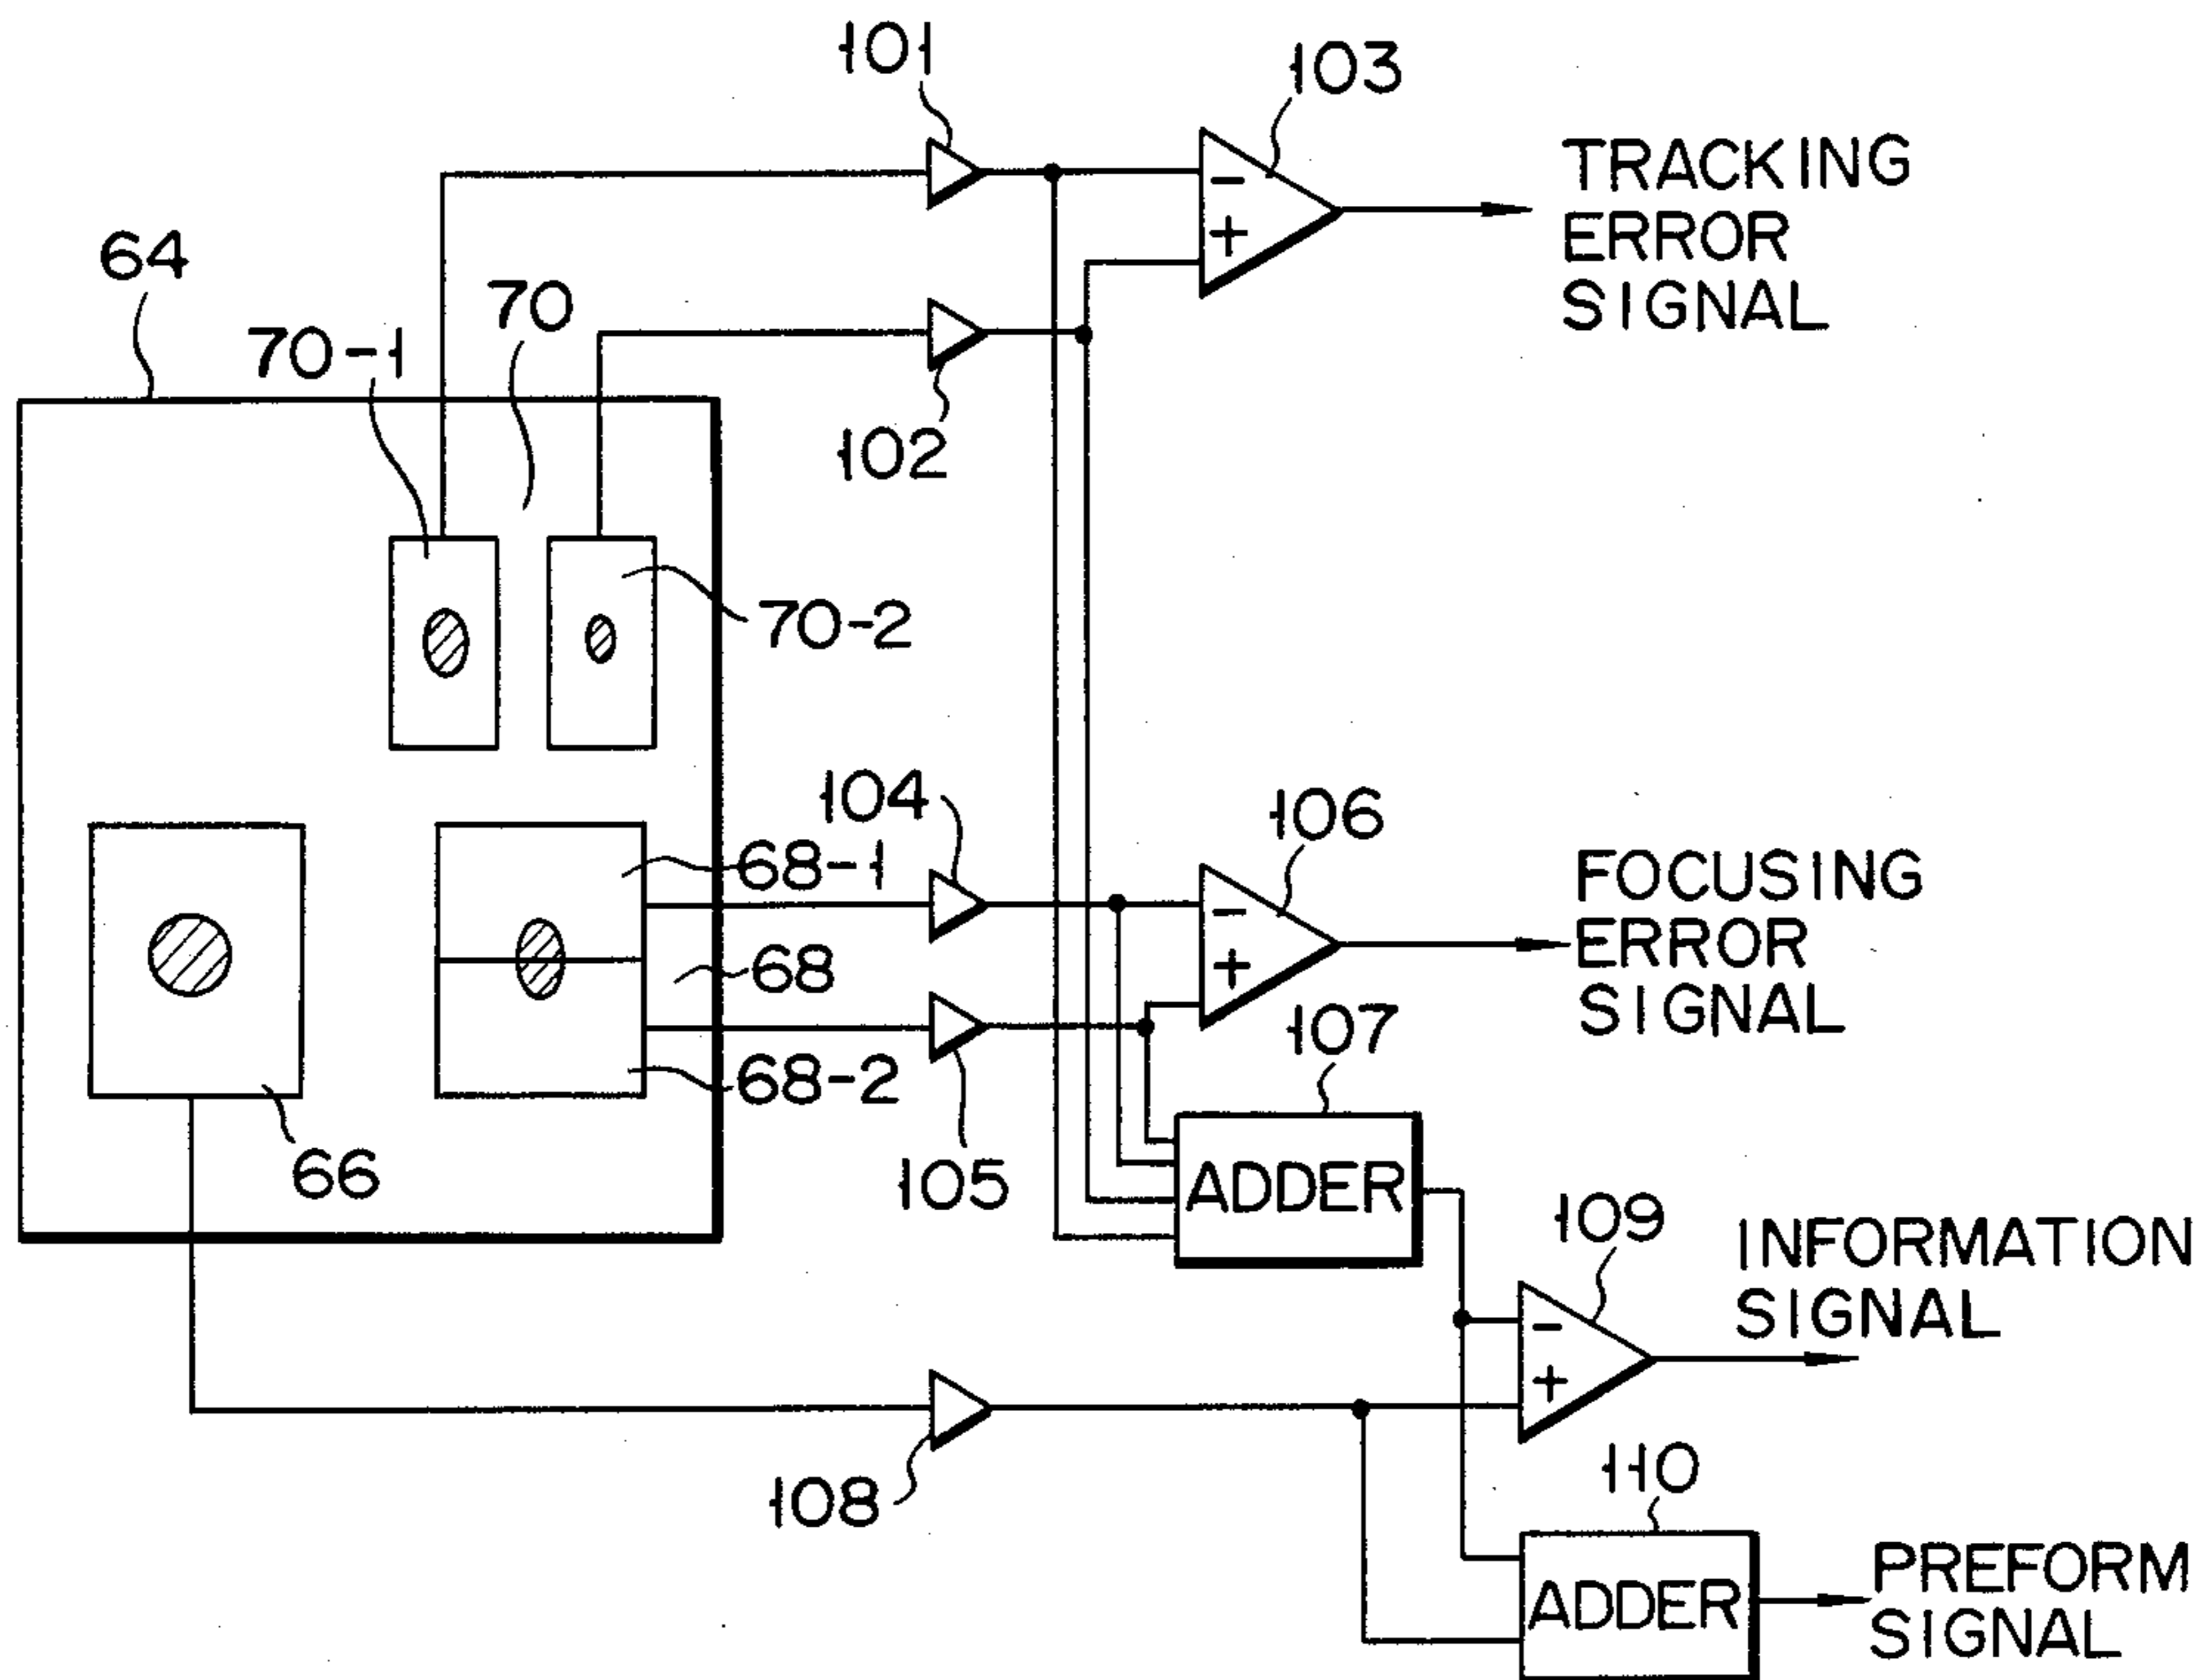 101
103
TRACKING
ERROR
SIGNAL
64
70
70-1
102
70-2
104
106
68-1
FOCUSING
ERROR
SIGNAL
68
107
68-2
66
105
ADDER
109
INFORMATION
SIGNAL
108
110
ADDER
PREFORM
SIGNAL
-
+
-
+
-
+